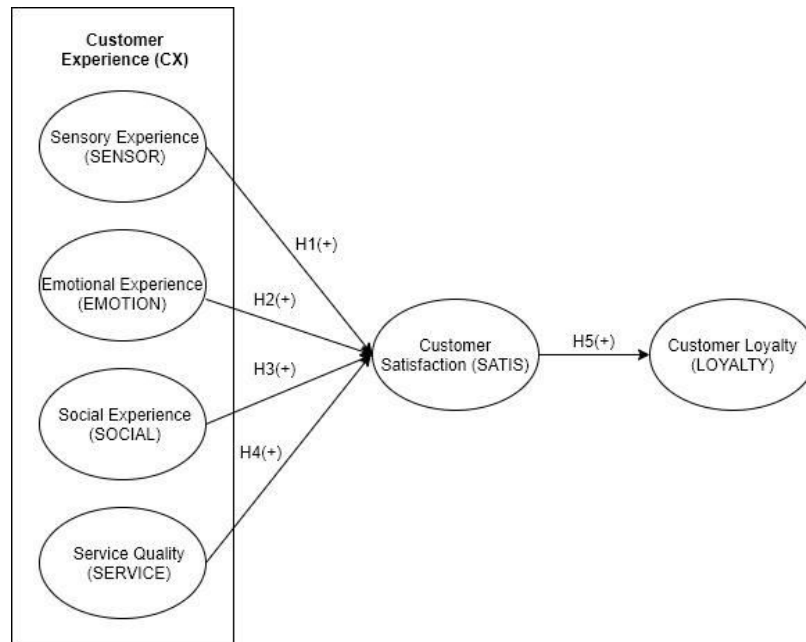 Customer
Experience (CX)
Sensory Experience
(SENSOR)
H1(+)
Emotional Experience
(EMOTION)
H2(+)
Customer
Satisfaction (SATIS)
H5(+)
Customer Loyalty
(LOYALTY)
H3(+)
Social Experience
(SOCIAL)
H4(+)
Service Quality
(SERVICE)